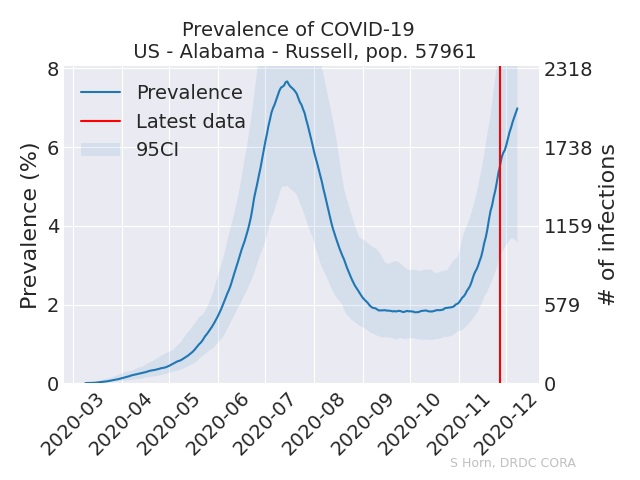 Prevalence of COVID-19
US - Alabama - Russell, pop. 57961
Prevalence
Latest data
95CI
Prevalence (%)
8
6
4
2
0
2318
1738
1159
579
0
# of infections
2020-03
2020-04
2020-05
2020-06
2020-07
2020-08
2020-09
2020-10
2020-11
2020-12
S Horn, DRDC CORA